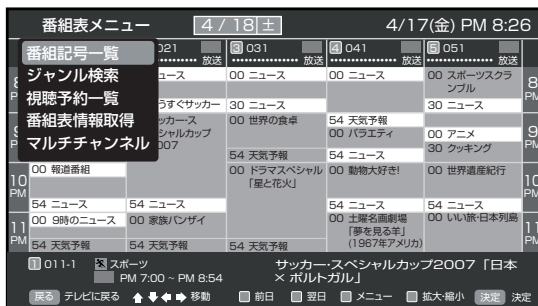 番組表メニュー 4/18 土 4/17(金) PM 8:26
021 3 031 4 041 5 051
放送 放送 放送 放送
番組記号一覧
ジャンル検索
視聴予約一覧
番組表情報取得
マルチチャンネル
ュース 00 ニュース 00 ニュース 00 スポーツスクラ
ンブル
うすぐサッカー 30 ニュース 30 ニュース
ッカース 00 世界の食卓 54 天気予報
シャルカップ 00 バラエティ 00 アニメ
007 30 クッキング
54 天気予報 54 ニュース
00 報道番組 00 ドラマスペシャル 00 動物大好き! 00 世界遺産紀行
「星と花火」
54 ニュース 54 ニュース 54 ニュース
00 9時のニュース 00 家族バンザイ 00 土曜名画劇場 00 いい旅・日本列島
「夢を見る羊」
54 天気予報 54 天気予報 54 天気予報 (1967年アメリカ)
8 PM
9 PM
10 PM
11 PM
1 011-1 スポーツ サッカー・スペシャルカップ2007「日本
PM 7:00 ~ PM 8:54 × ポルトガル」
戻る テレビに戻る 移動 前日 翌日 メニュー 拡大・縮小 決定 決定